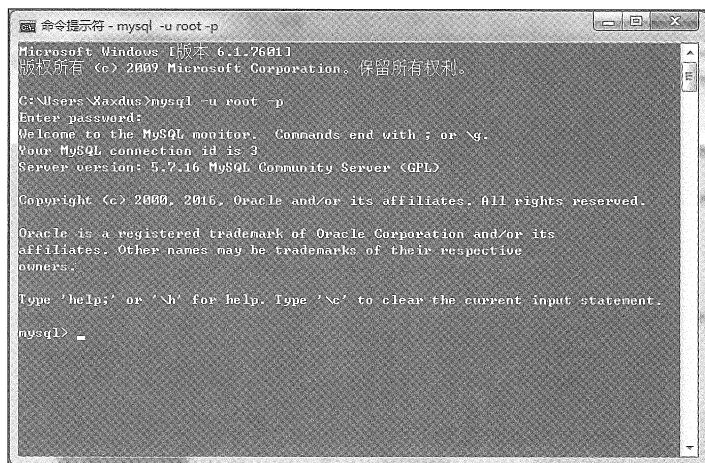 命令提示符 - mysql -u root -p
Microsoft Windows [版本 6.1.7601]
版权所有 (c) 2009 Microsoft Corporation。保留所有权利。
C:\Users\Xaxdus>mysql -u root -p
Enter password:
Welcome to the MySQL monitor.  Commands end with ; or \g.
Your MySQL connection id is 3
Server version: 5.7.16 MySQL Community Server (GPL)
Copyright (c) 2000, 2016, Oracle and/or its affiliates. All rights reserved.
Oracle is a registered trademark of Oracle Corporation and/or its
affiliates. Other names may be trademarks of their respective
owners.
Type 'help;' or '\h' for help. Type '\c' to clear the current input statement.
mysql> _